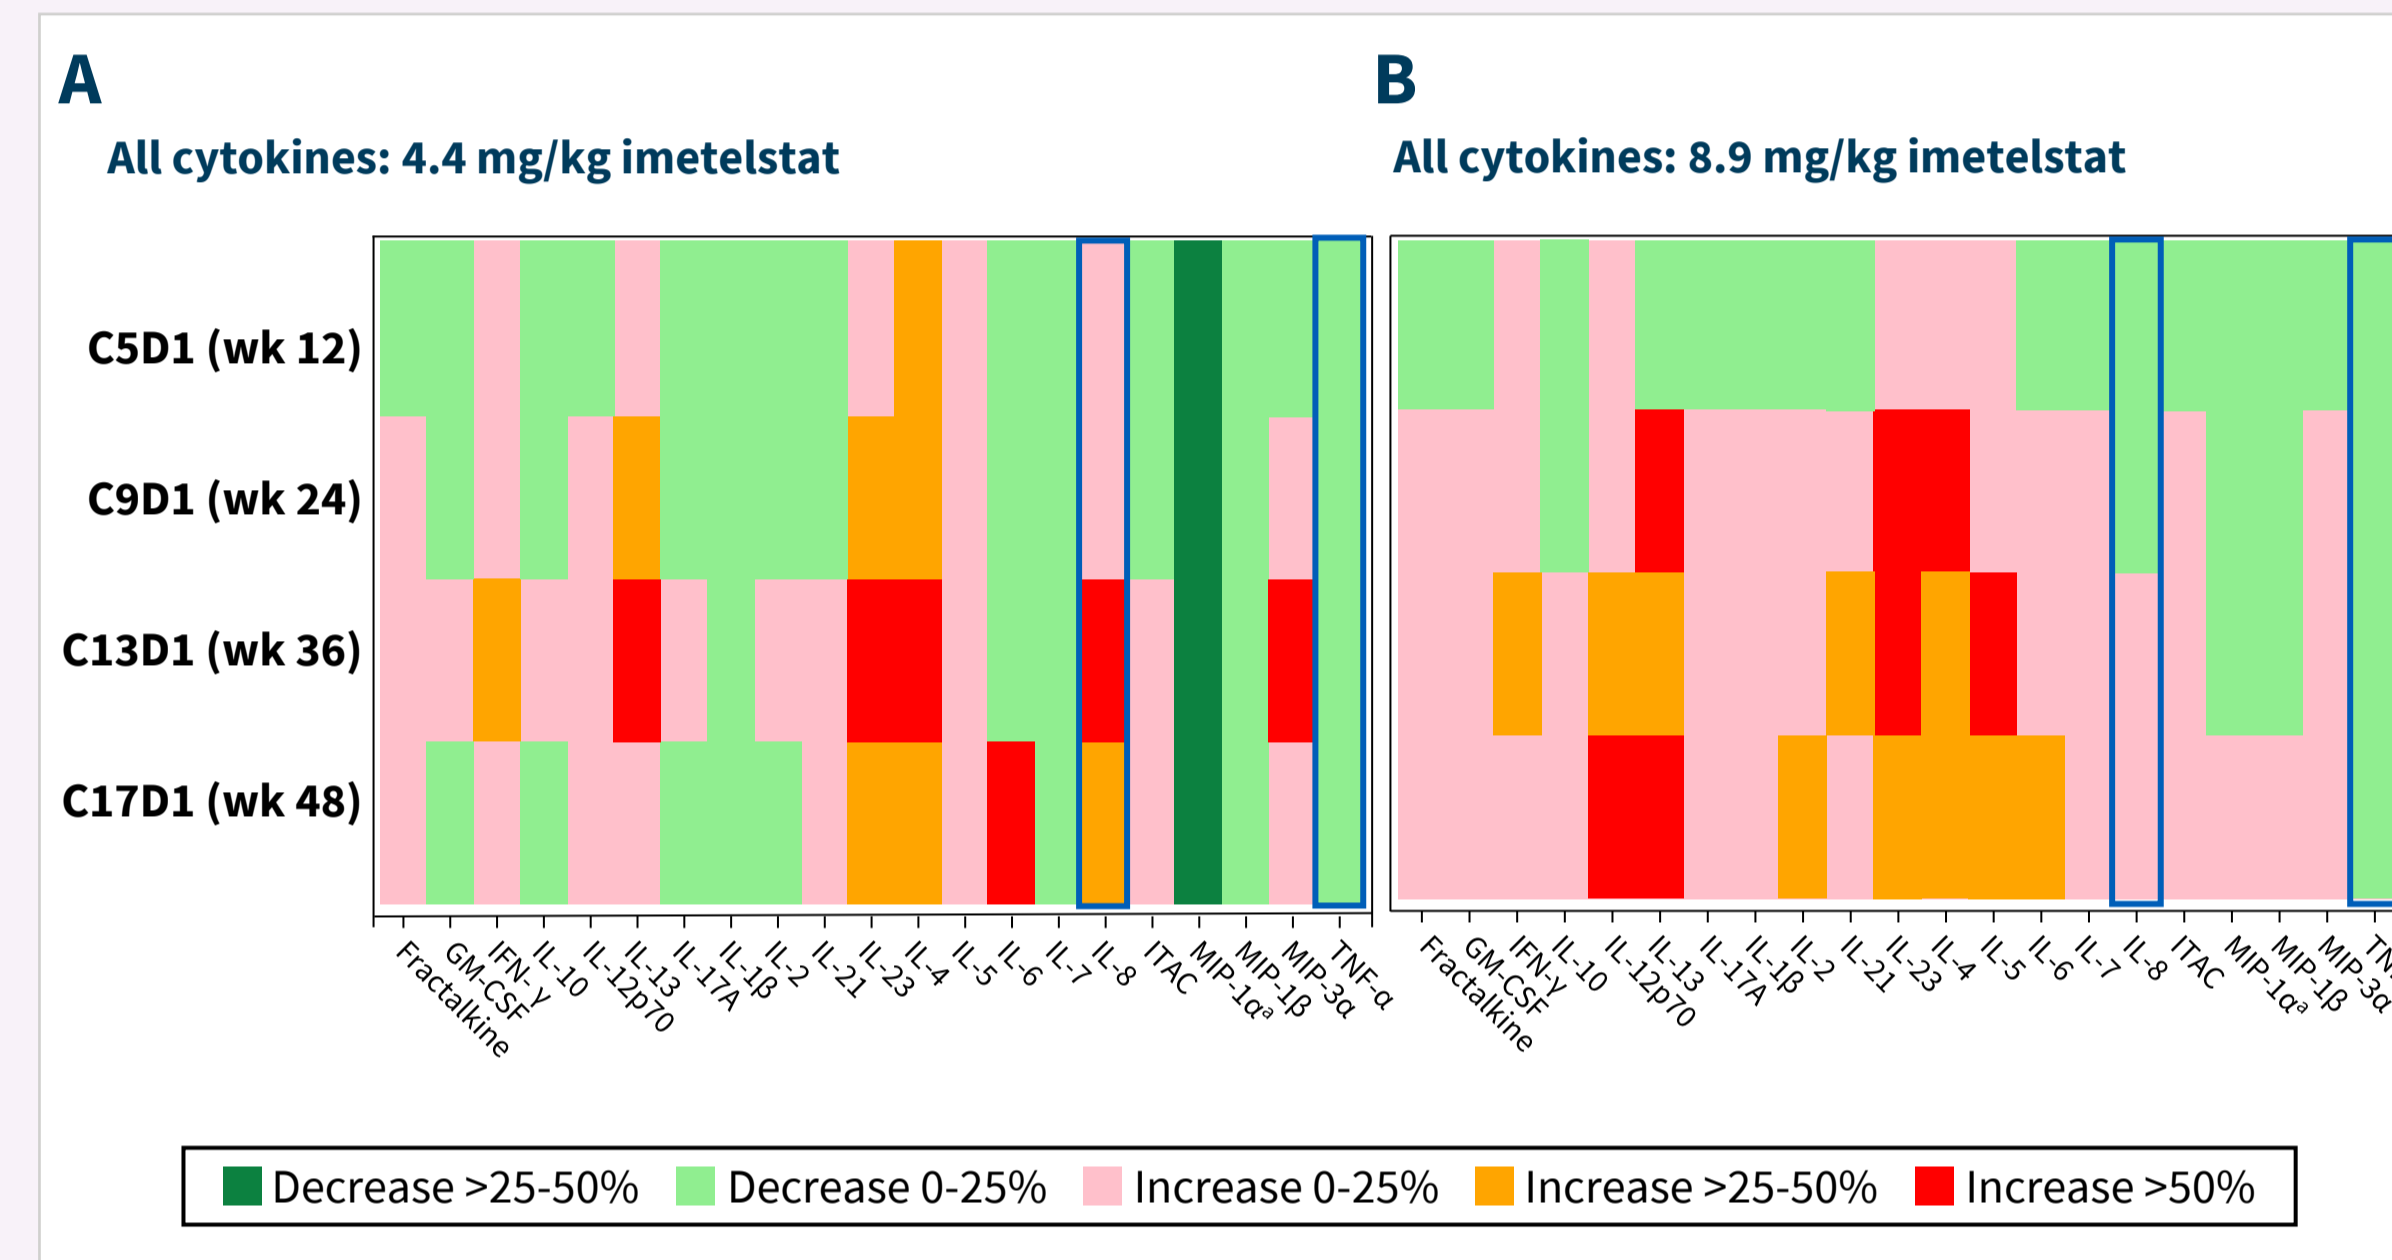 A
B
All cytokines: 4.4 mg/kg imetelstat
All cytokines: 8.9 mg/kg imetelstat
C5D1 (wk 12)
C9D1 (wk 24)
C13D1 (wk 36)
C17D1 (wk 48)
Fractalkine
GM-CSF
IFN-γ
IL-10
IL-12p70
IL-13
IL-17A
IL-1β
IL-2
IL-21
IL-23
IL-4
IL-5
IL-6
IL-7
IL-8
ITAC
MIP-1αª
MIP-1β
MIP-3α
TNF-α
Fractalkine
GM-CSF
IFN-γ
IL-10
IL-12p70
IL-13
IL-17A
IL-1β
IL-2
IL-21
IL-23
IL-4
IL-5
IL-6
IL-7
IL-8
ITAC
MIP-1αª
MIP-1β
MIP-3α
Decrease >25-50%
Decrease 0-25%
Increase 0-25%
Increase >25-50%
Increase >50%